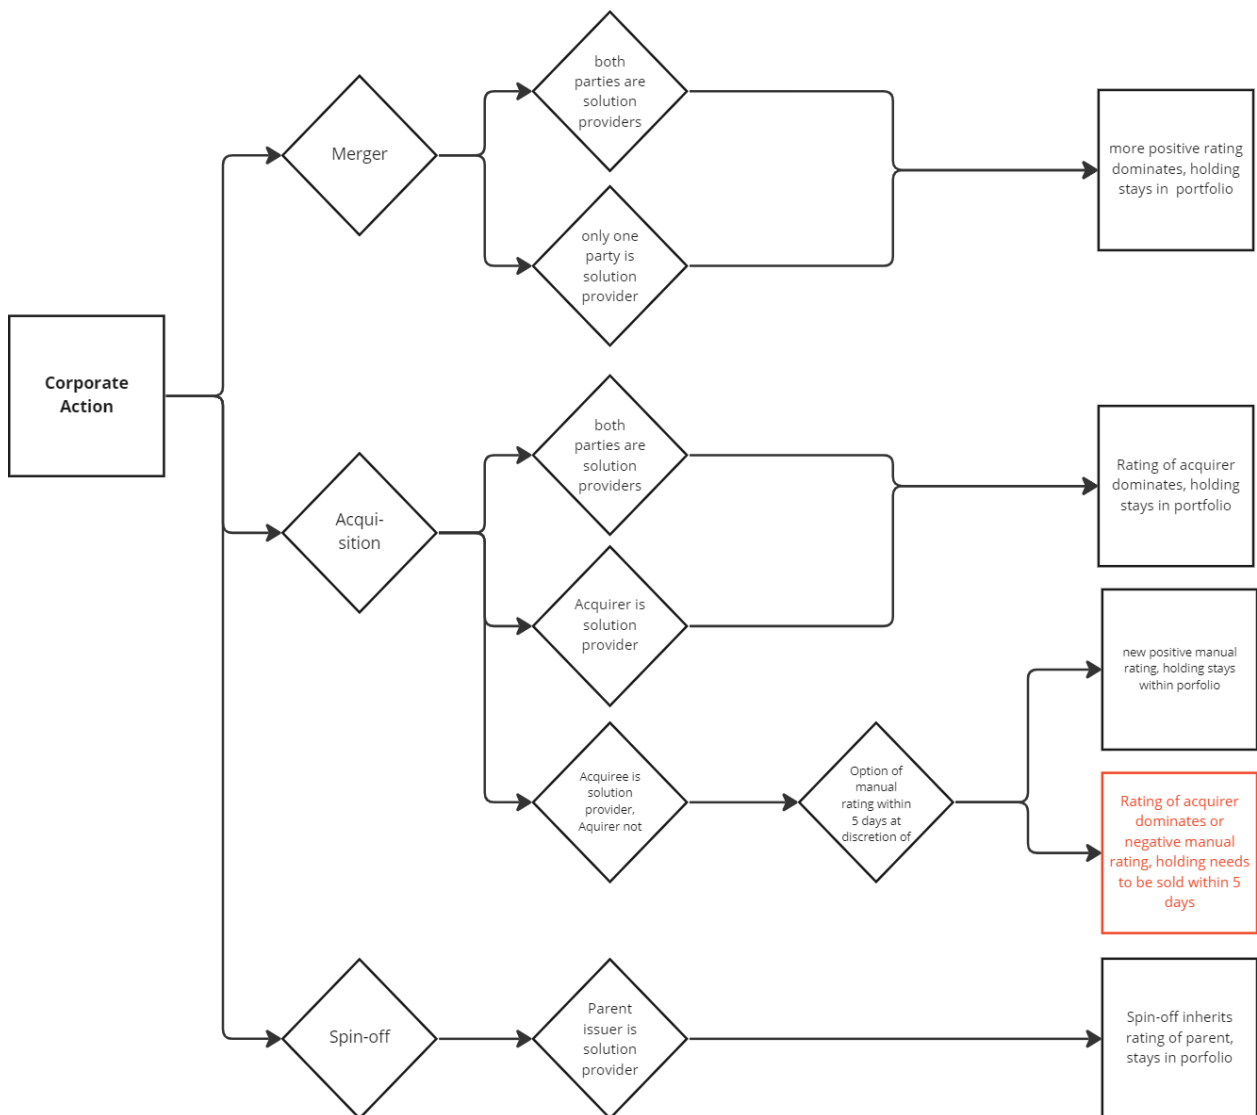 both
parties are
solution
providers
Merger
more positive rating
dominates, holding
stays in portfolio
only one
party is
solution
provider
Corporate
Action
both
parties are
solution
providers
Rating of acquirer
dominates, holding
stays in portfolio
Acqui-
sition
Acquirer is
solution
provider
new positive manual
rating, holding stays
within porfolio
Acquiree is
solution
provider,
Aquirer not
Option of
manual
rating within
5 days at
discretion of
Rating of acquirer
dominates or
negative manual
rating, holding needs
to be sold within 5
days
Spin-off
Parent
issuer is
solution
provider
Spin-off inherits
rating of parent,
stays in porfolio